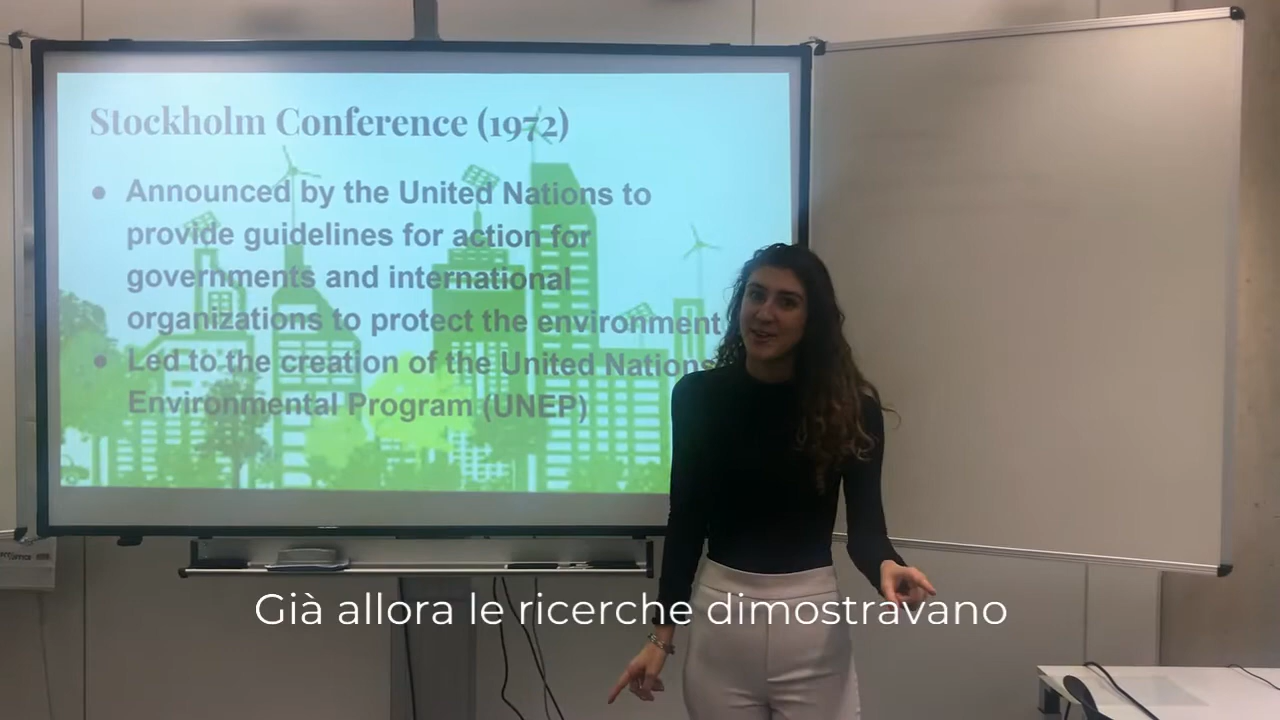 Stockholm Conference (1972)
• Announced by the United Nations to
provide guidelines for action for
governments and international
organizations to protect the environment
• Led to the creation of the United Nations
Environmental Program (UNEP)
Già allora le ricerche dimostravano